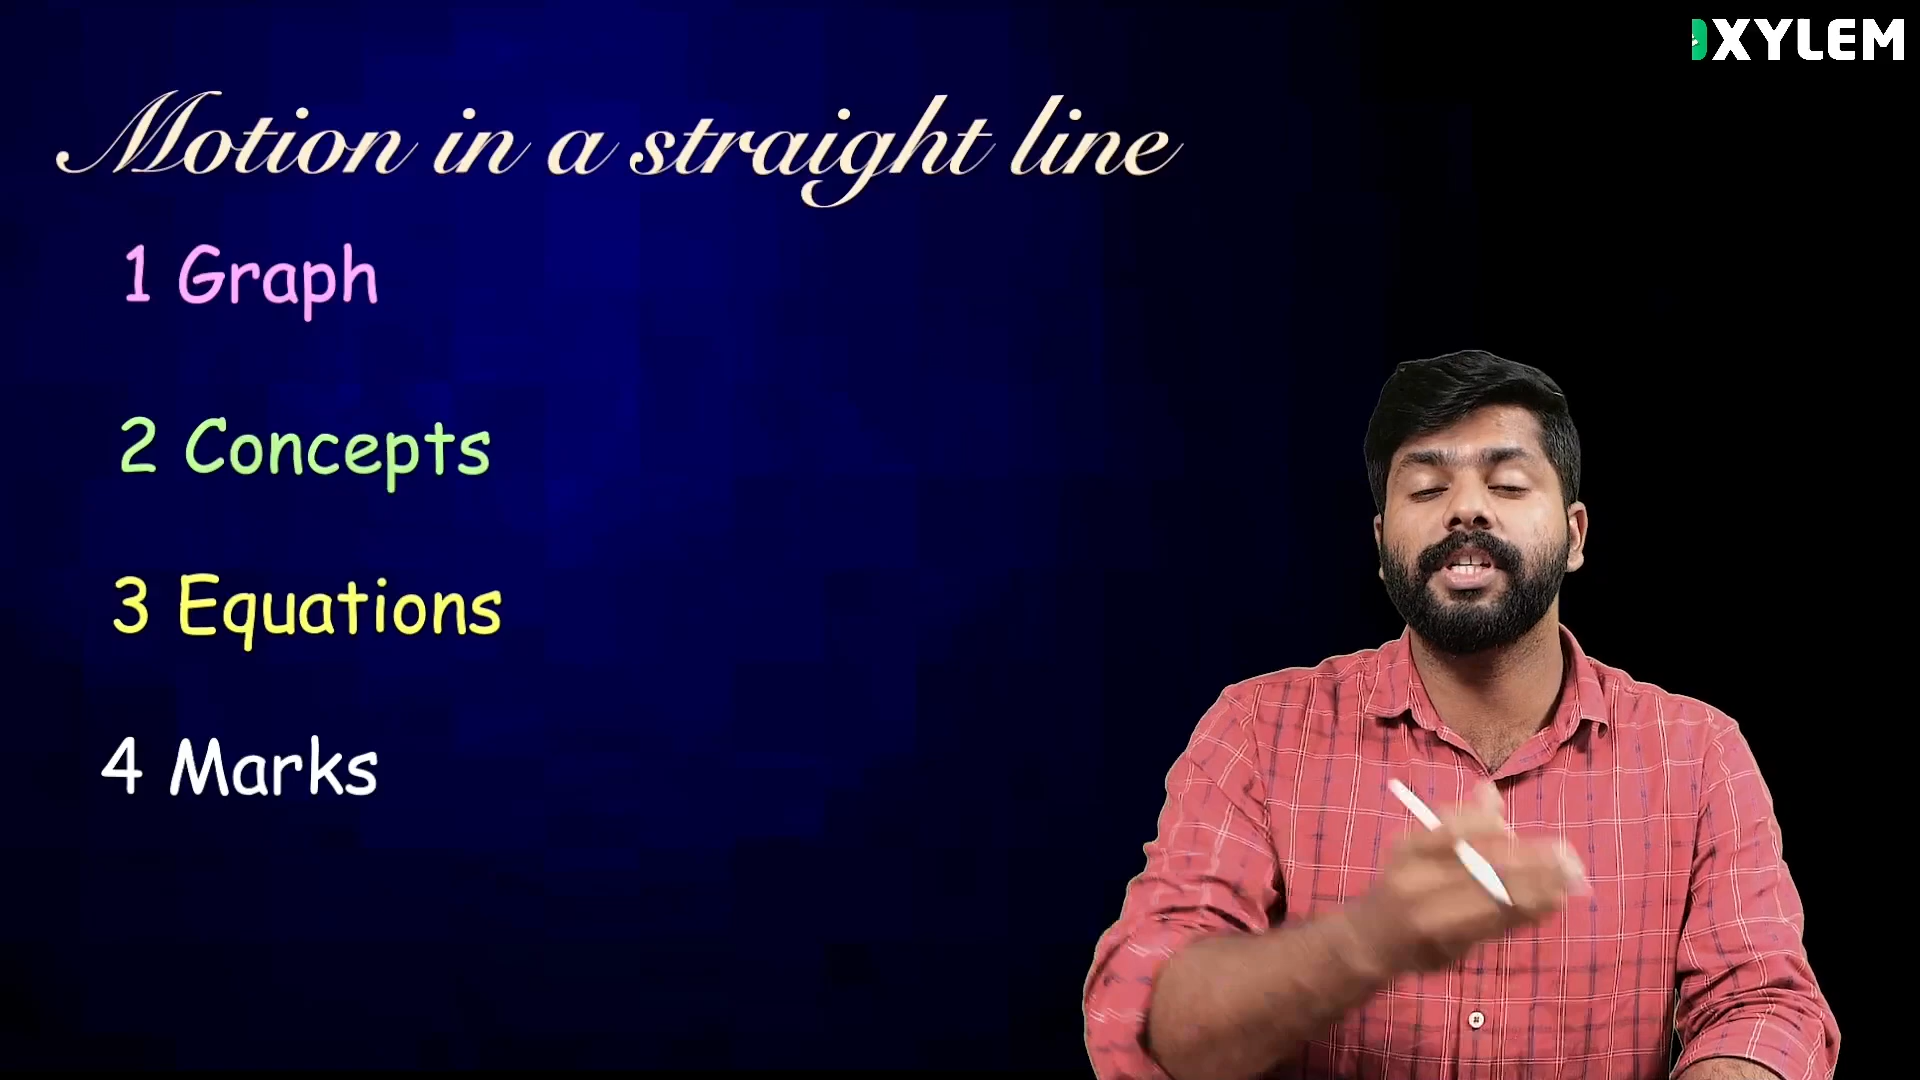 XYLEM
Motion in a straight line
1 Graph
2 Concepts
3 Equations
4 Marks